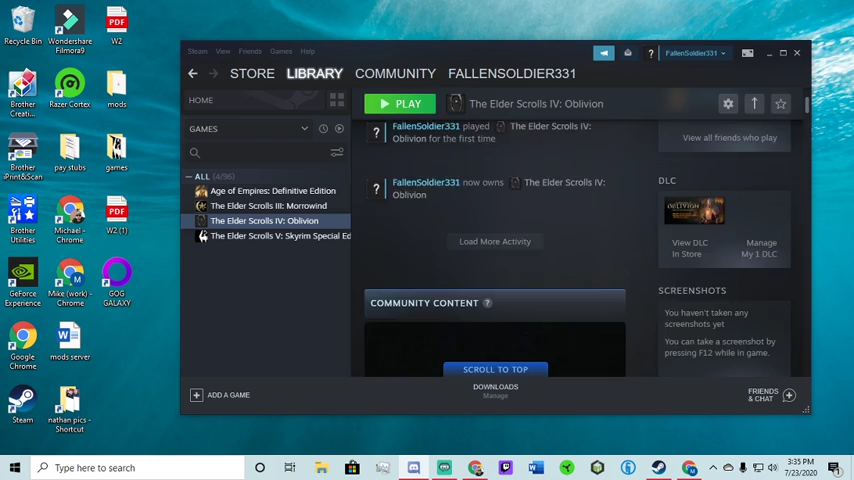 Recycle Bin
Wondershare
Filmora9
PDF
W2
Brother
Creati...
Razer Cortex
mods
Brother
iPrint&Scan
pay stubs
games
Brother
Utilities
Michael -
Chrome
PDF
W2 (1)
GeForce
Experience
Mike (work) -
Chrome
GOG
GALAXY
Google
Chrome
mods server
Steam
nathan pics -
Shortcut
Steam View Friends Games Help
FallenSoldier331
STORE LIBRARY COMMUNITY FALLENSOLDIER331
HOME
PLAY
The Elder Scrolls IV: Oblivion
GAMES
ALL (4/96)
Age of Empires: Definitive Edition
The Elder Scrolls III: Morrowind
The Elder Scrolls IV: Oblivion
The Elder Scrolls V: Skyrim Special Ed
FallenSoldier331 played The Elder Scrolls IV:
Oblivion for the first time
FallenSoldier331 now owns The Elder Scrolls IV:
Oblivion
Load More Activity
COMMUNITY CONTENT ?
SCROLL TO TOP
View all friends who play
DLC
OBLIVION
View DLC
In Store
Manage
My 1 DLC
SCREENSHOTS
You haven't taken any
screenshots yet
You can take a screenshot by
pressing F12 while in game.
ADD A GAME
DOWNLOADS
Manage
FRIENDS
& CHAT
Type here to search
3:35 PM
7/23/2020